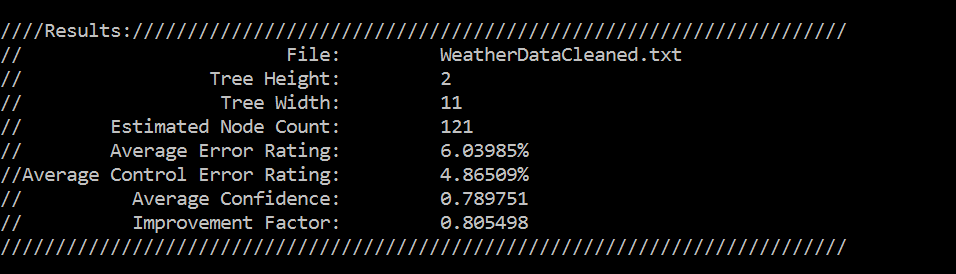 ////Results://///////////////////////////////////////////////////////////////
//                        File:         WeatherDataCleaned.txt
//                 Tree Height:         2
//                  Tree Width:         11
//        Estimated Node Count:         121
//        Average Error Rating:         6.03985%
//Average Control Error Rating:         4.86509%
//          Average Confidence:         0.789751
//          Improvement Factor:         0.805498
/////////////////////////////////////////////////////////////////////////////